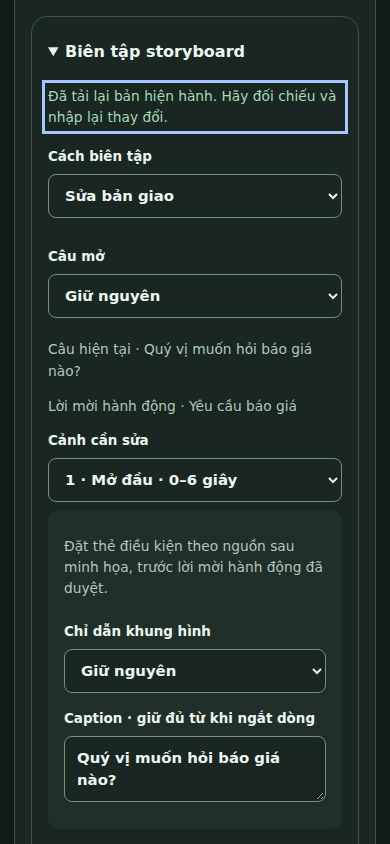 ▼ Biên tập storyboard
Đã tải lại bản hiện hành. Hãy đối chiếu và
nhập lại thay đổi.
Cách biên tập
Sửa bản giao
Câu mở
Giữ nguyên
Câu hiện tại · Quý vị muốn hỏi báo giá
nào?
Lời mời hành động · Yêu cầu báo giá
Cảnh cần sửa
1 · Mở đầu · 0–6 giây
Đặt thẻ điều kiện theo nguồn sau
minh họa, trước lời mời hành động đã
duyệt.
Chỉ dẫn khung hình
Giữ nguyên
Caption · giữ đủ từ khi ngắt dòng
Quý vị muốn hỏi báo giá
nào?